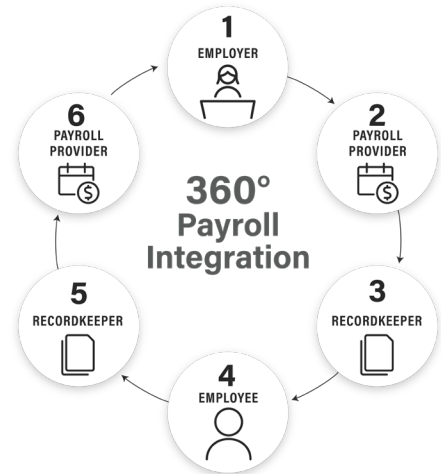 1
EMPLOYER
2
PAYROLL
PROVIDER
$
3
RECORDKEEPER
4
EMPLOYEE
5
RECORDKEEPER
6
PAYROLL
PROVIDER
$
360°
Payroll
Integration